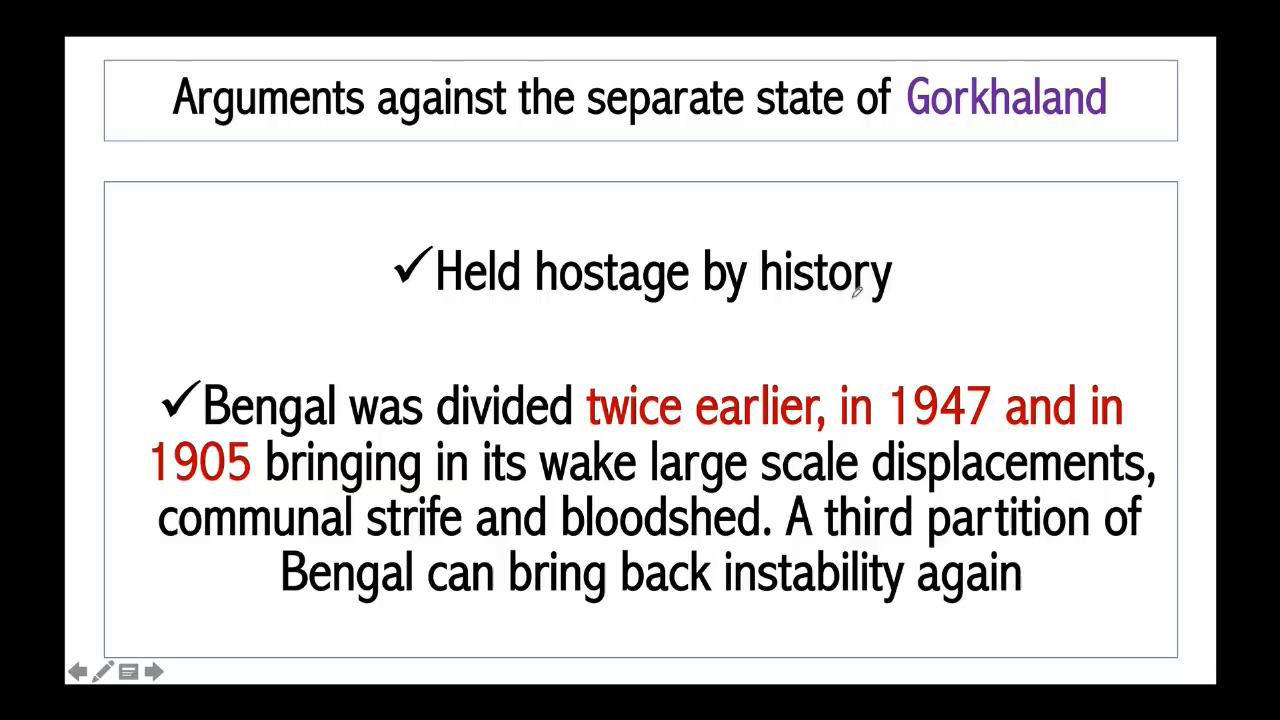 Arguments against the separate state of Gorkhaland
✓Held hostage by history
✓Bengal was divided twice earlier, in 1947 and in
1905 bringing in its wake large scale displacements,
communal strife and bloodshed. A third partition of
Bengal can bring back instability again